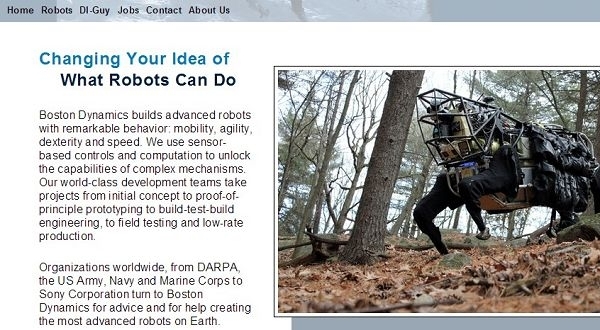 Home Robots DI-Guy Jobs Contact About Us
Changing Your Idea of
What Robots Can Do
Boston Dynamics builds advanced robots
with remarkable behavior: mobility, agility,
dexterity and speed. We use sensor-
based controls and computation to unlock
the capabilities of complex mechanisms.
Our world-class development teams take
projects from initial concept to proof-of-
principle prototyping to build-test-build
engineering, to field testing and low-rate
production.
Organizations worldwide, from DARPA,
the US Army, Navy and Marine Corps to
Sony Corporation turn to Boston
Dynamics for advice and for help creating
the most advanced robots on Earth.